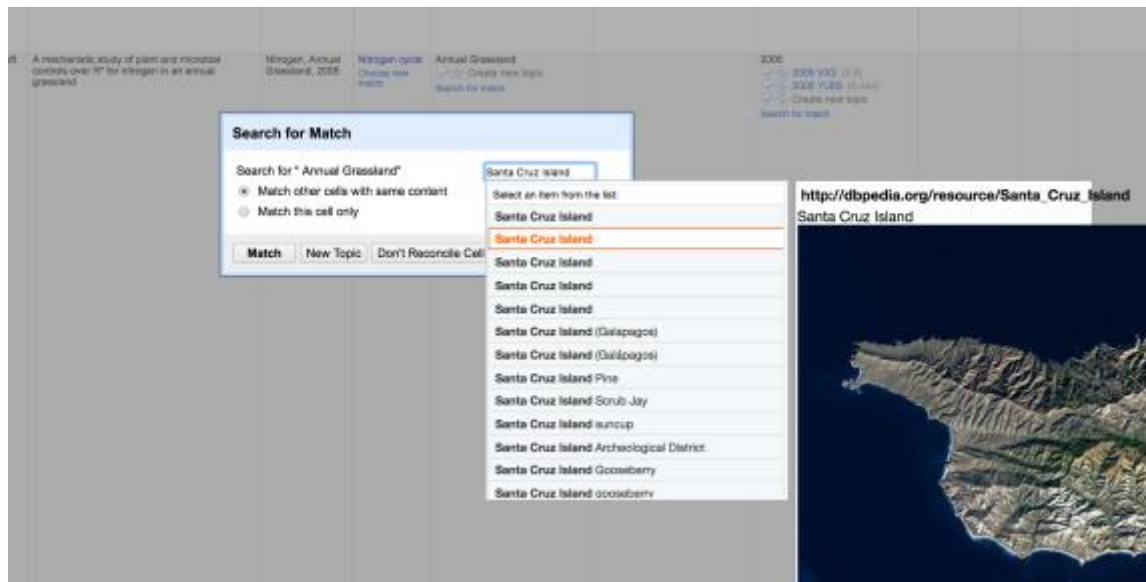 A mechanistic study of plant and microbial
controls over N* for nitrogen in an annual
grassland
Nitrogen, Annual
Grassland, 2005
Nitrogen cycle
Choose new
match
Annual Grassland
Create new topic
Search for match
2005
2005
Create new topic
Search for match
Search for Match
Search for " Annual Grassland"
Match other cells with same content
Match this cell only
Match New Topic Don't Reconcile Cell
Santa Cruz Island
Select an item from the list:
Santa Cruz Island
Santa Cruz Island
Santa Cruz Island
Santa Cruz Island
Santa Cruz Island
Santa Cruz Island (Galapagos)
Santa Cruz Island (Galápagos)
Santa Cruz Island Pine
Santa Cruz Island Scrub Jay
Santa Cruz Island suncup
Santa Cruz Island Archeological District
Santa Cruz Island Gooseberry
Santa Cruz Island gooseberry
http://dbpedia.org/resource/Santa_Cruz_Island
Santa Cruz Island